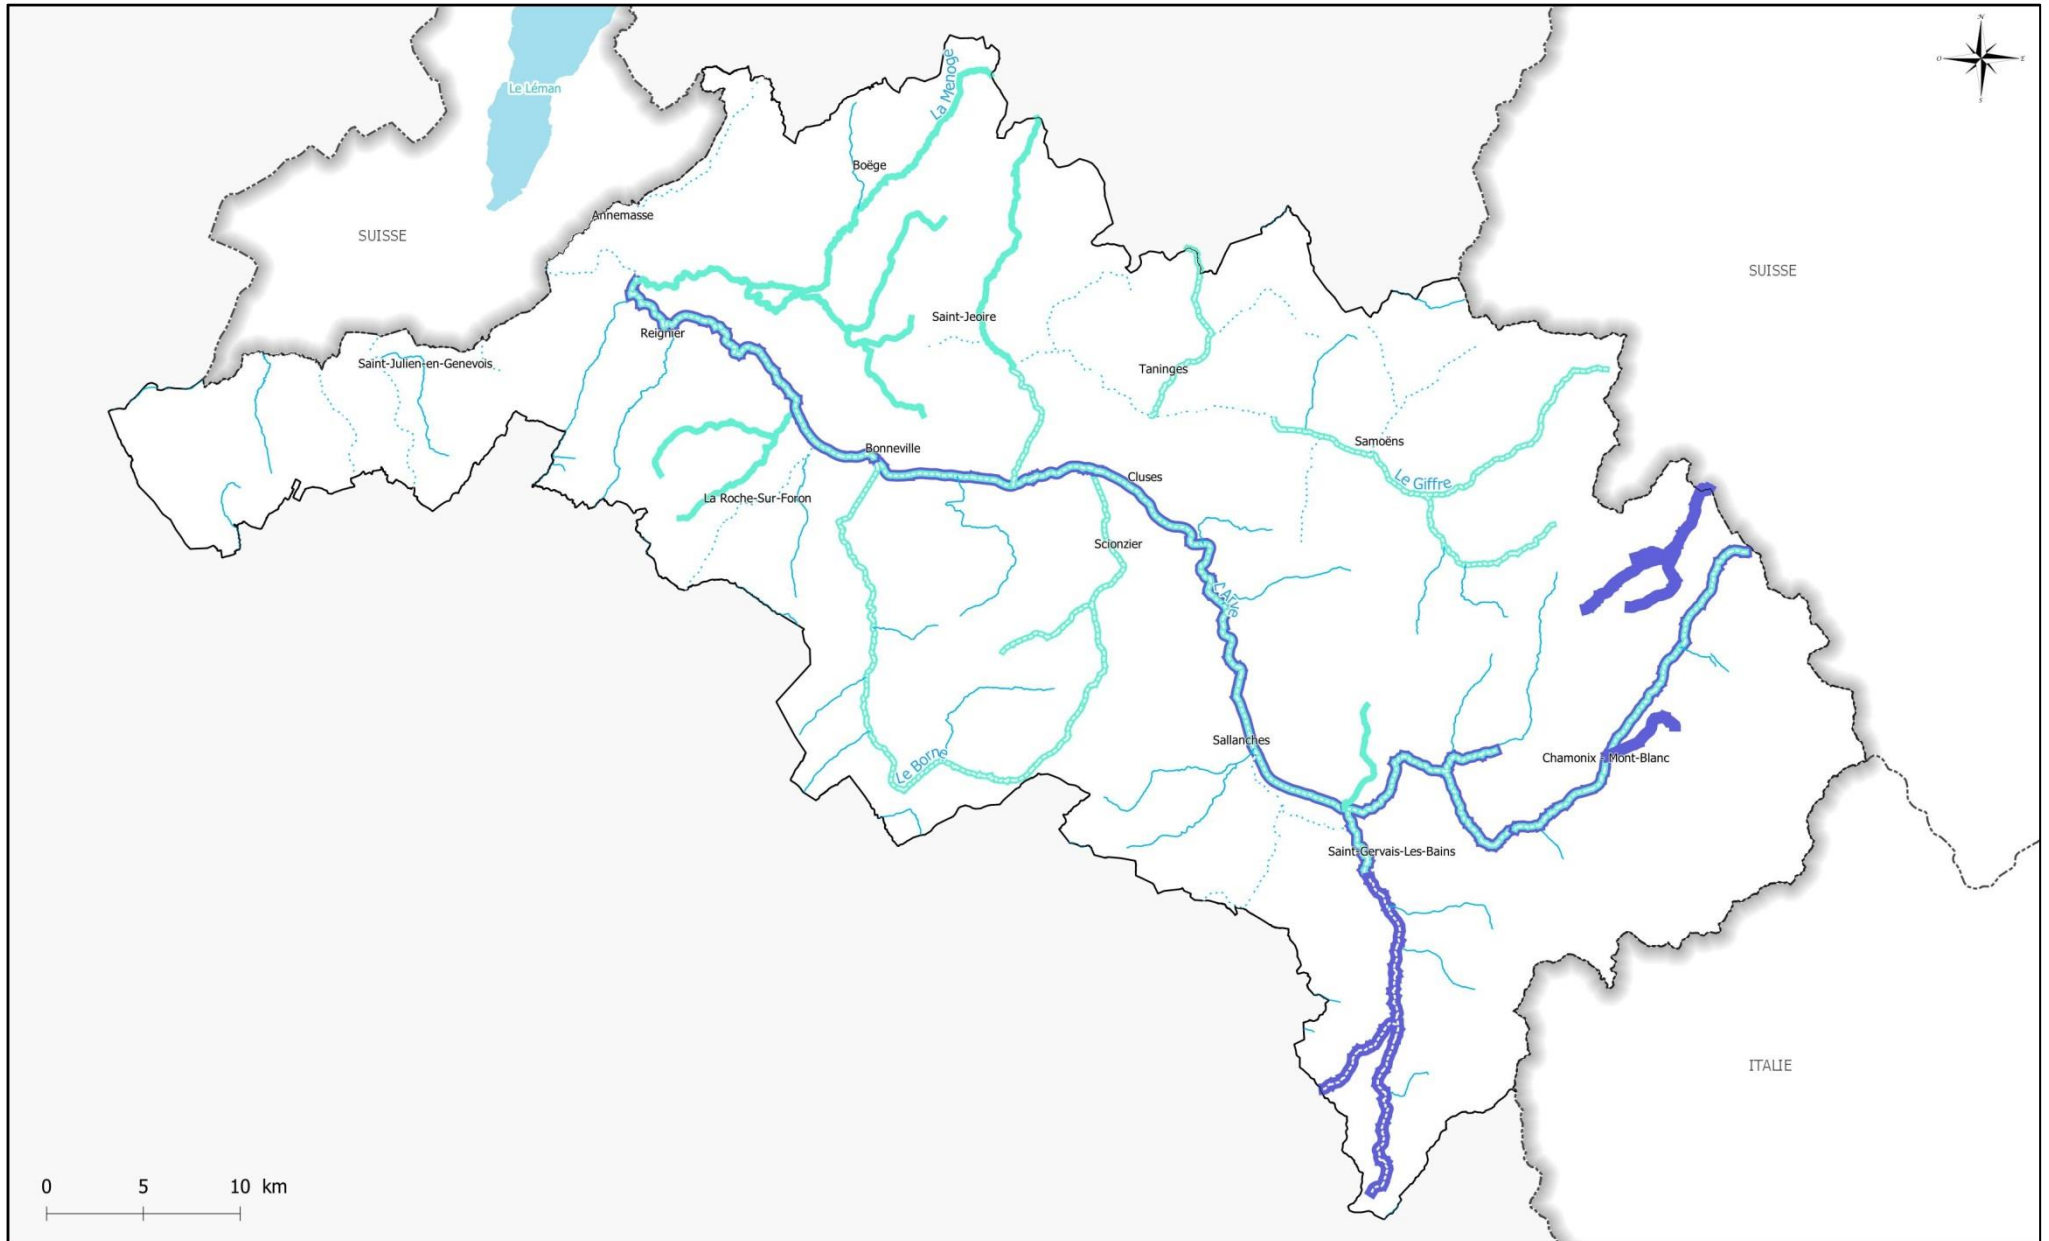 N
O
E
S
La Menoge
Le Léman
Boëge
Annemasse
SUISSE
SUISSE
Saint-Jeoire
Reignier
Saint-Julien-en-Genevois
Taninges
Samoëns
Bonneville
Cluses
Le Giffre
La Roche-Sur-Foron
Scionzier
L'Arve
Sallanches
Le Borne
Chamonix - Mont-Blanc
Saint-Gervais-Les-Bains
ITALIE
0 5 10 km